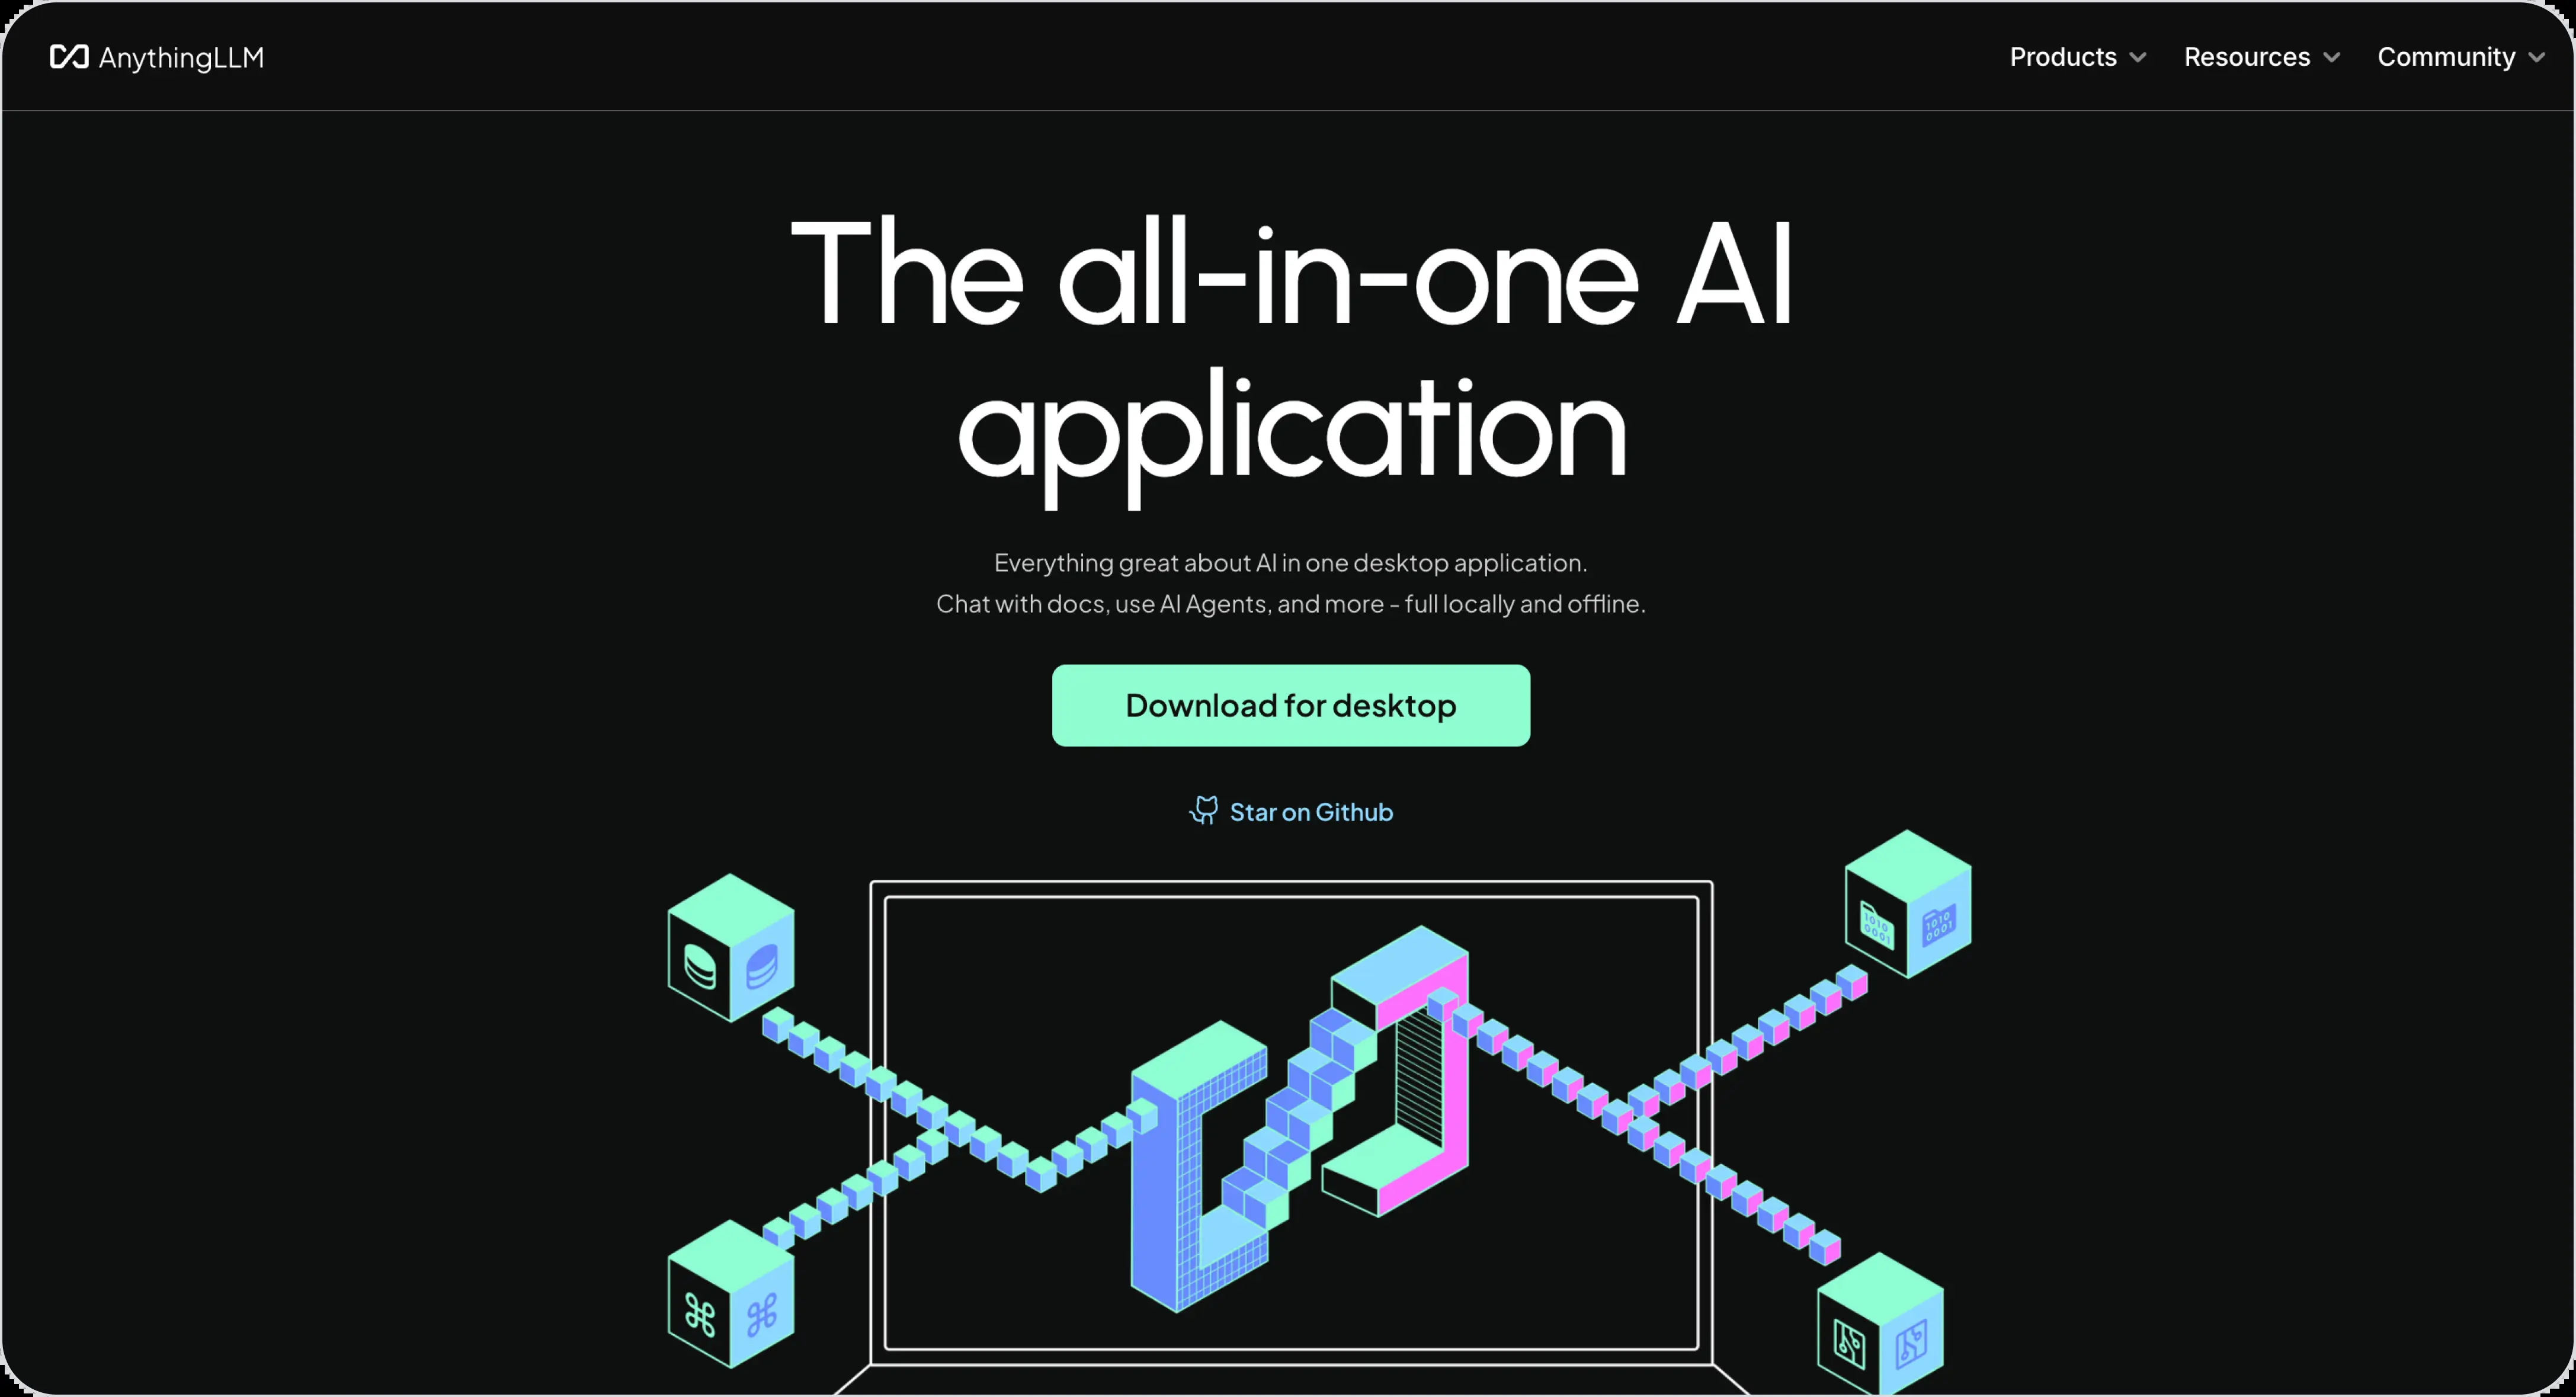 AnythingLLM
Products
Resources
Community
The all-in-one AI
application
Everything great about AI in one desktop application.
Chat with docs, use AI Agents, and more - full locally and offline.
Download for desktop
Star on Github
1010
0001
1010
0001